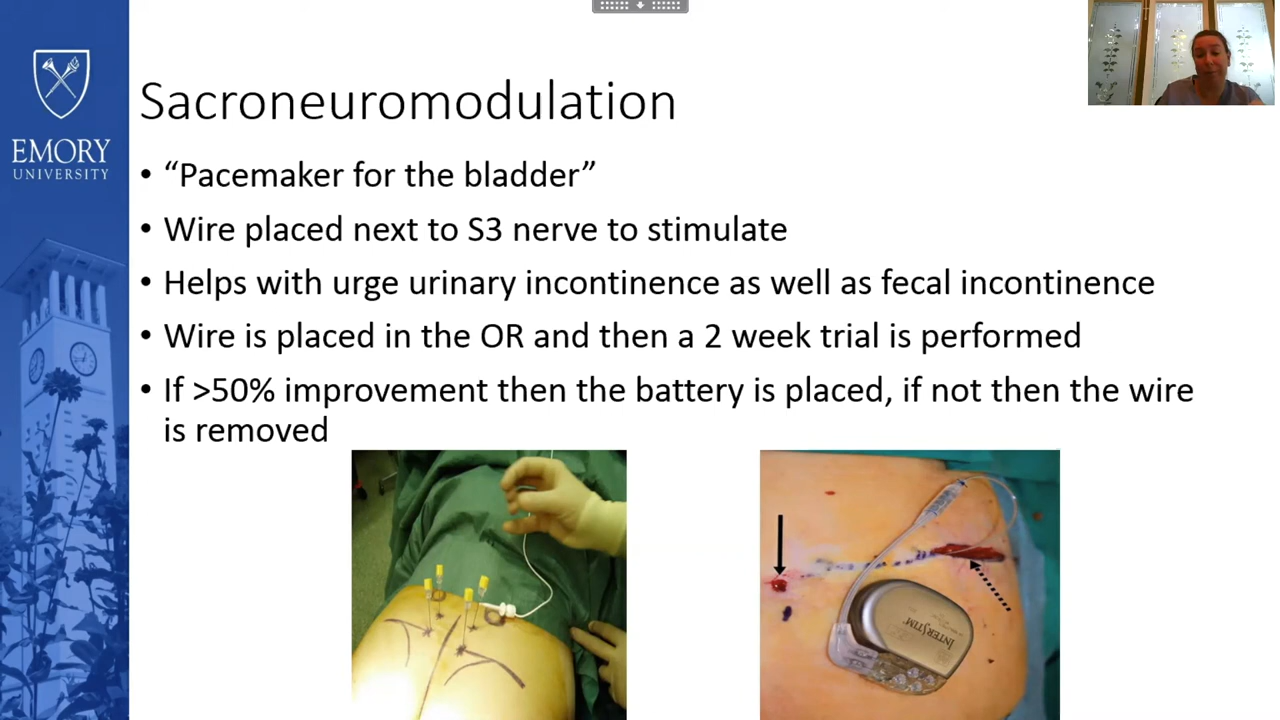 EMORY
UNIVERSITY
Sacroneuromodulation
• “Pacemaker for the bladder”
• Wire placed next to S3 nerve to stimulate
• Helps with urge urinary incontinence as well as fecal incontinence
• Wire is placed in the OR and then a 2 week trial is performed
• If >50% improvement then the battery is placed, if not then the wire
is removed
INTERSTIM